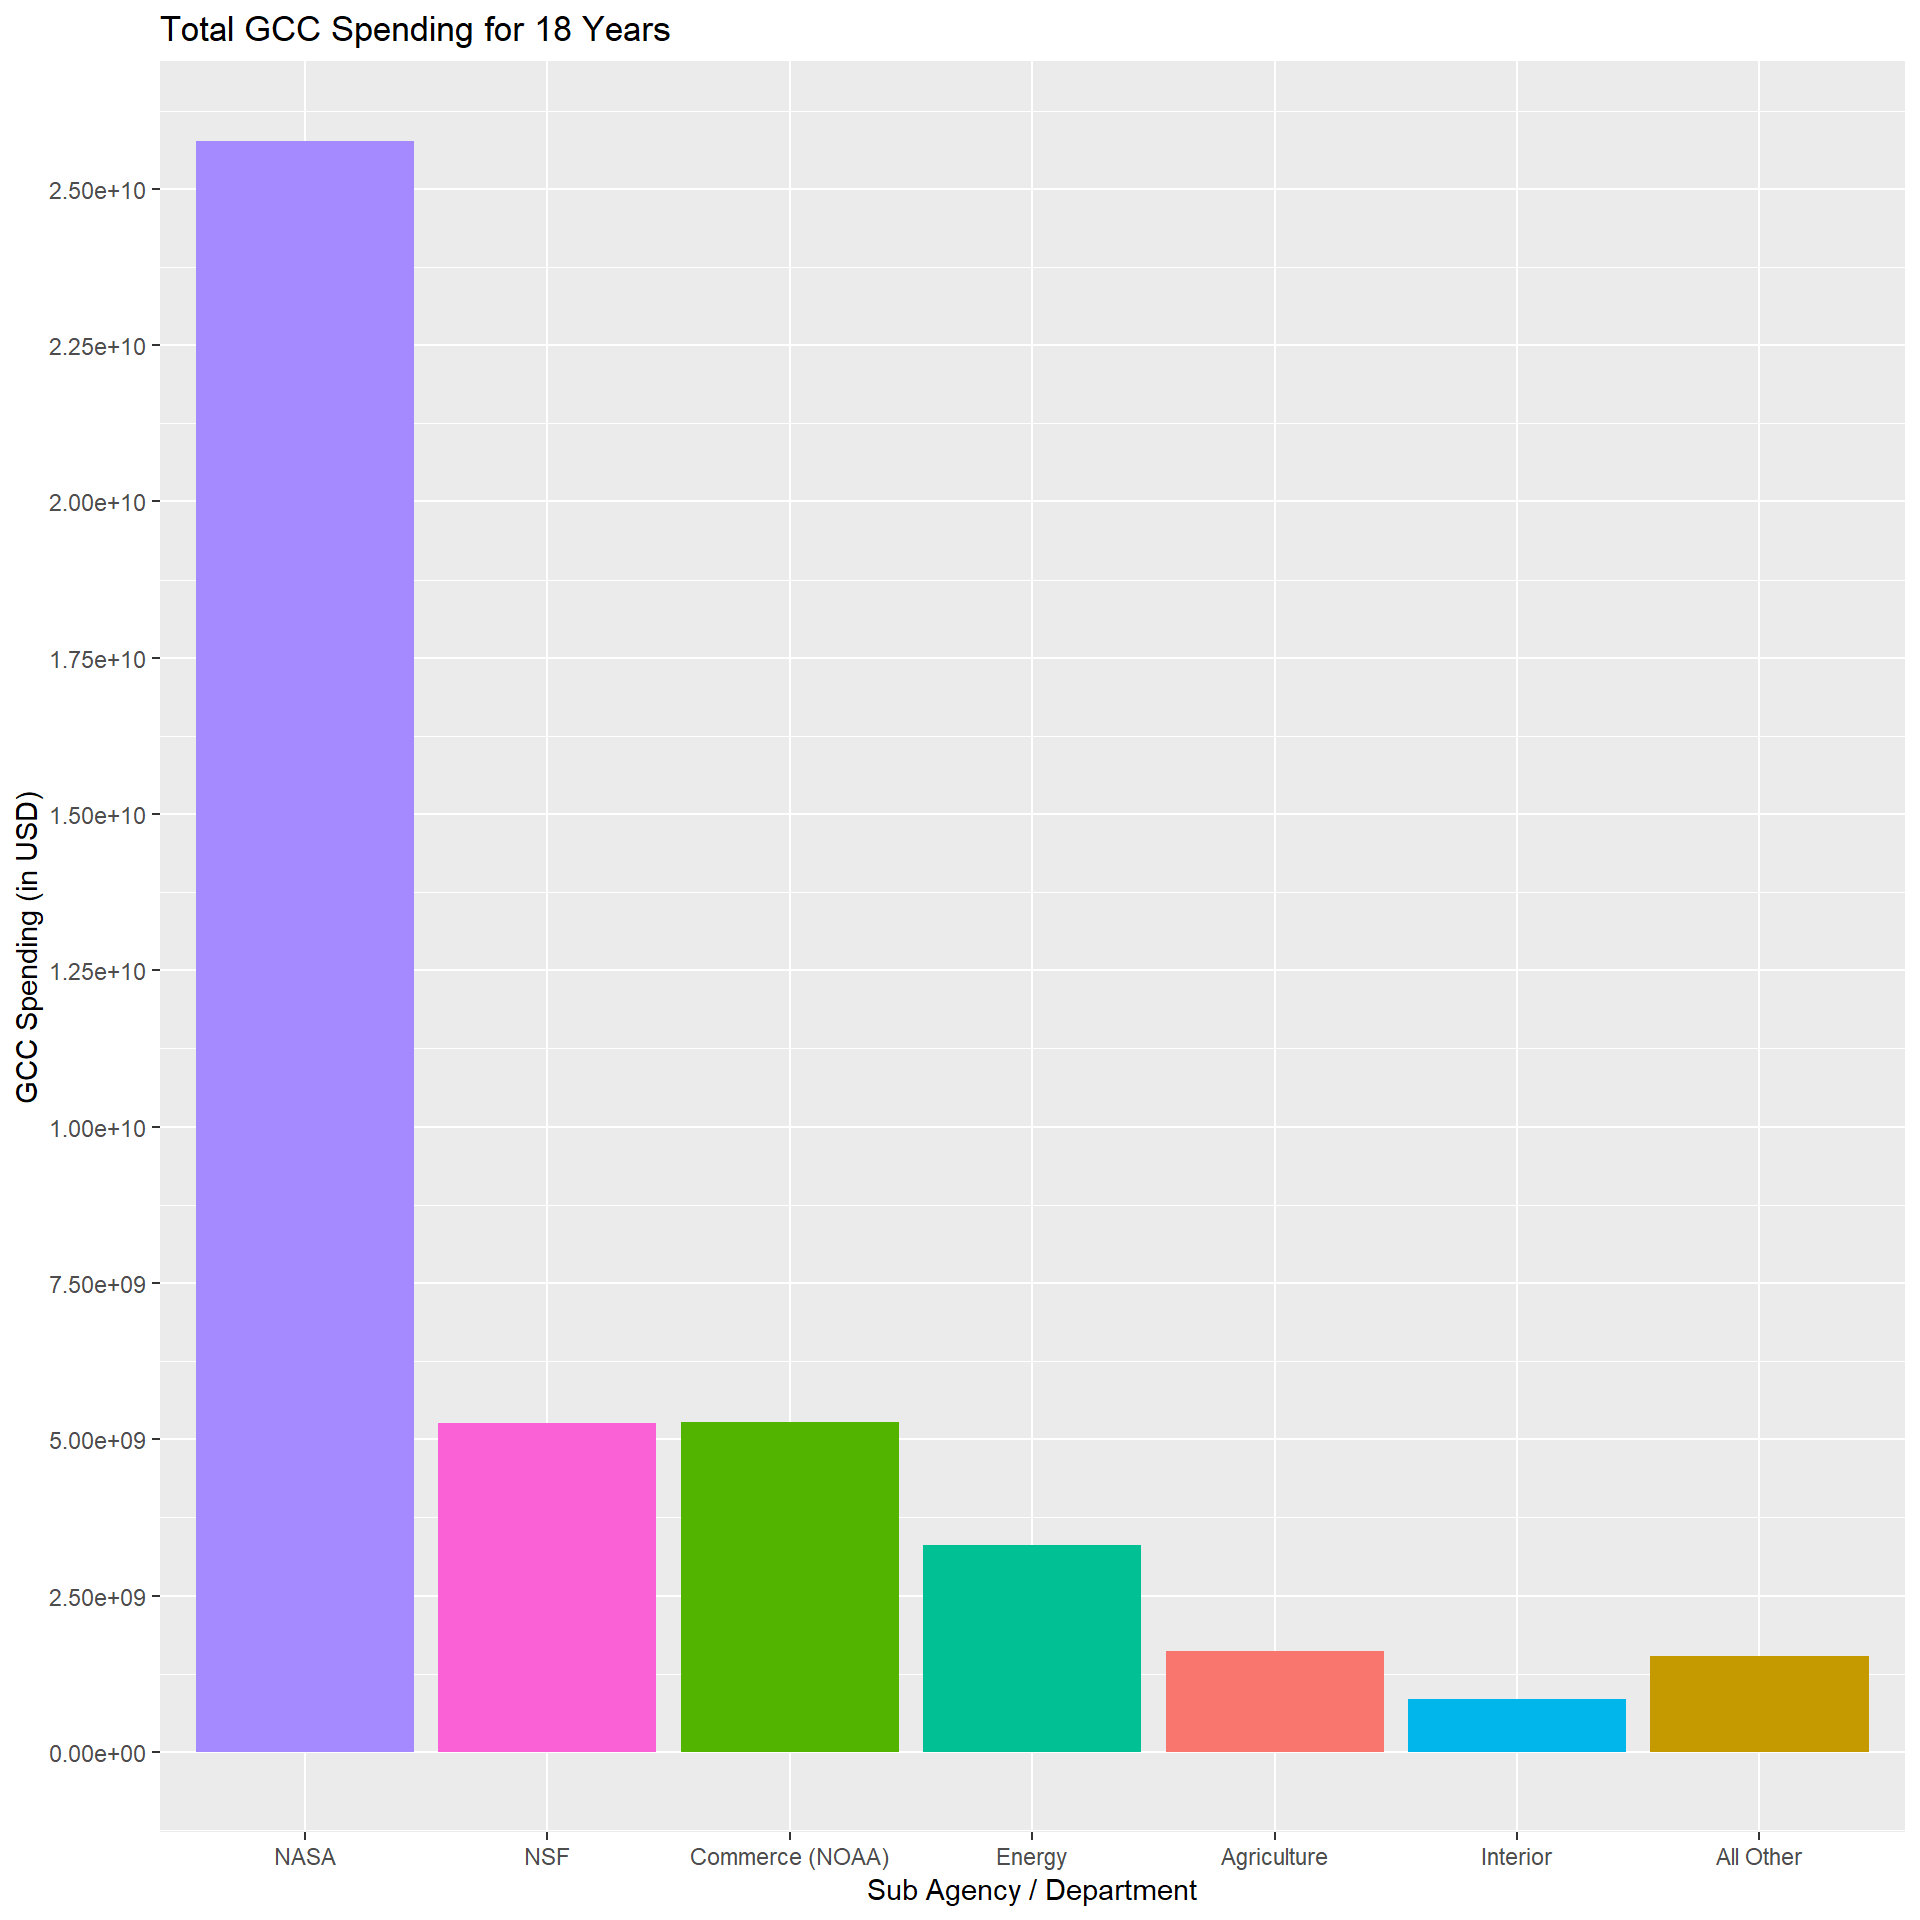 Total GCC Spending for 18 Years
GCC Spending (in USD)
2.50e+10
2.25e+10
2.00e+10
1.75e+10
1.50e+10
1.25e+10
1.00e+10
7.50e+09
5.00e+09
2.50e+09
0.00e+00
NASA NSF Commerce (NOAA) Energy Agriculture Interior All Other
Sub Agency / Department